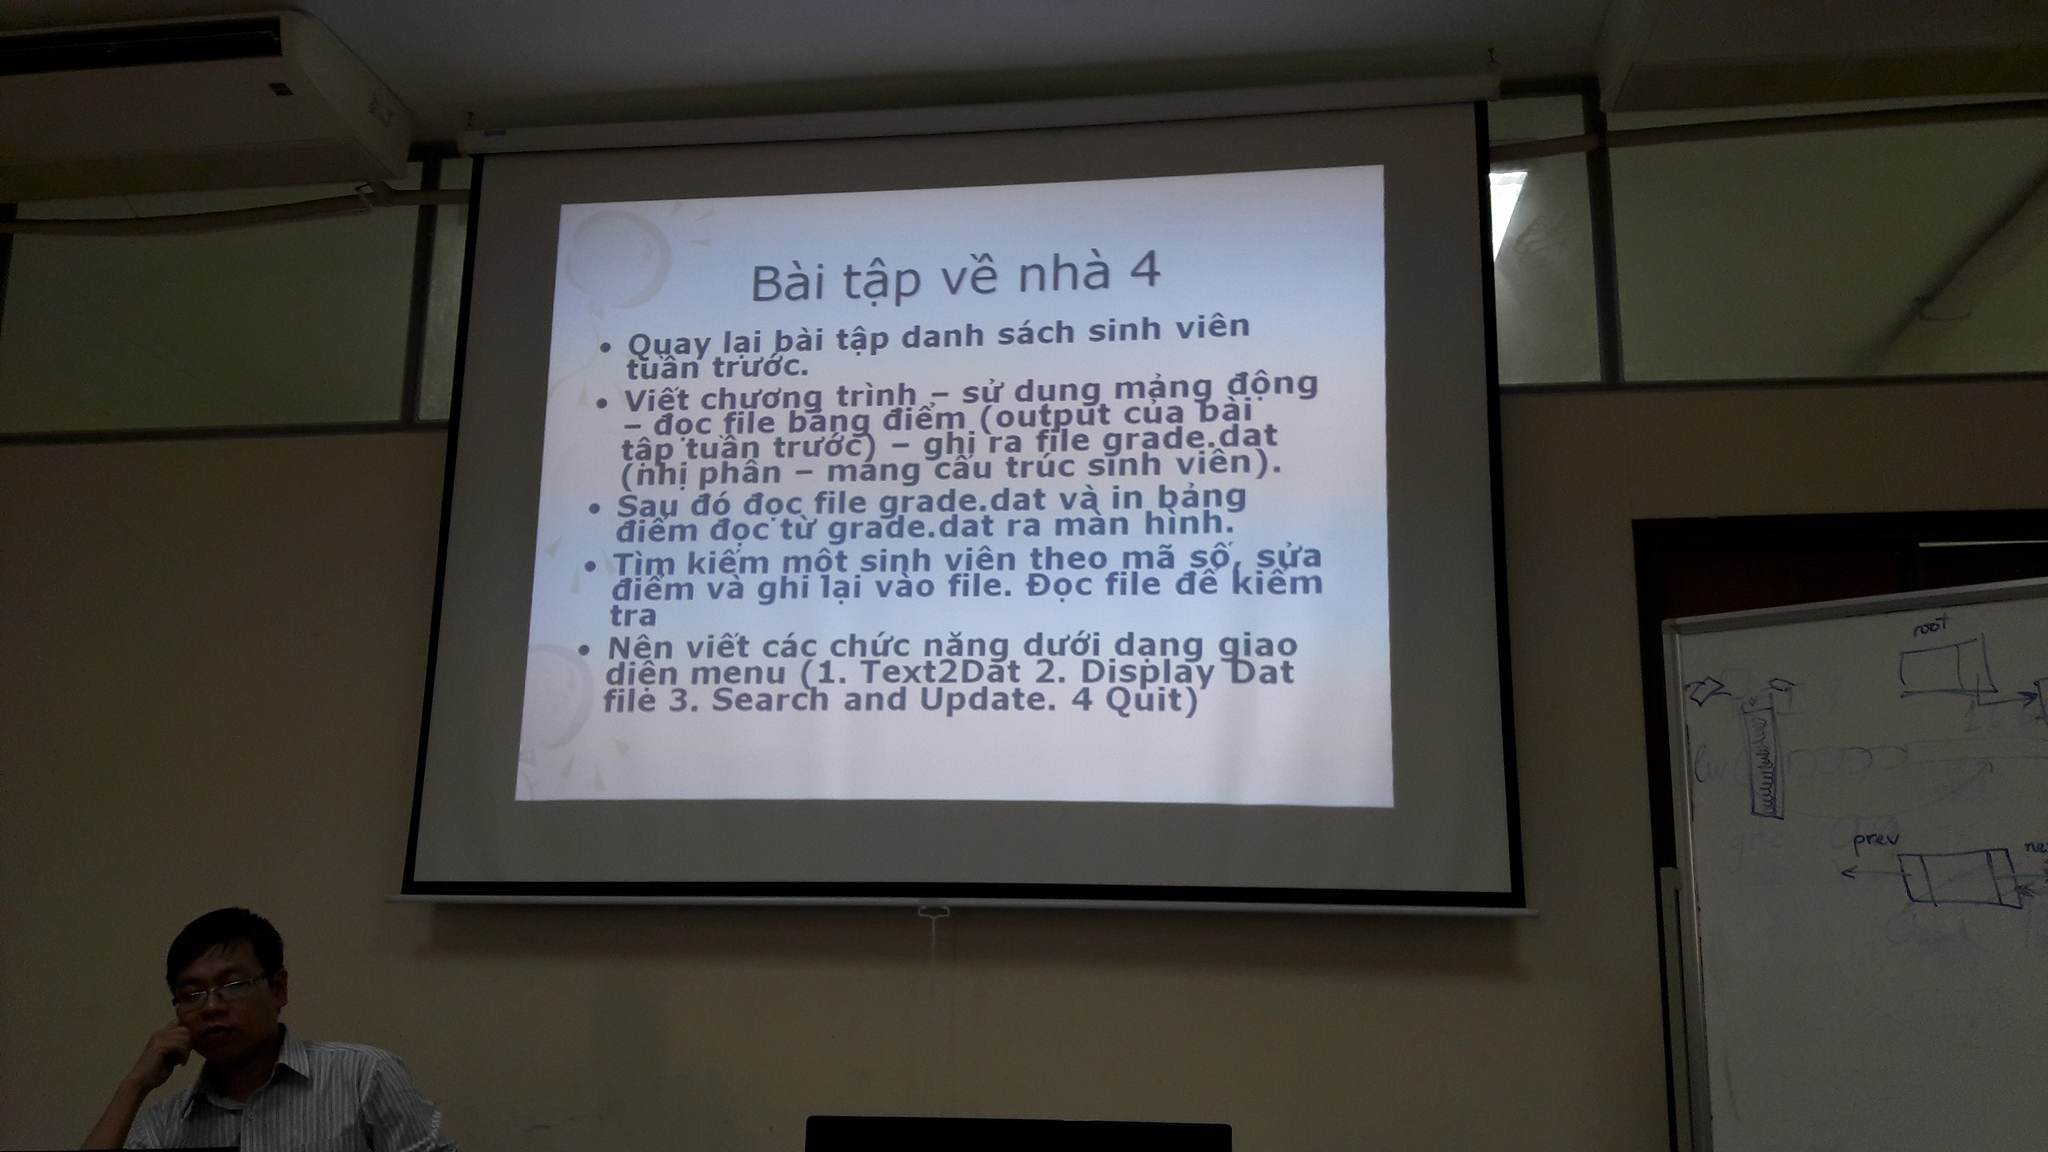 Bài tập về nhà 4
• Quay lại bài tập danh sách sinh viên
tuần trước.
• Viết chương trình – sử dụng mảng động
– đọc file bảng điểm (output của bài
tập tuần trước) – ghi ra file grade.dat
(nhị phân – mảng cấu trúc sinh viên).
• Sau đó đọc file grade.dat và in bảng
điểm đọc từ grade.dat ra màn hình.
• Tìm kiếm một sinh viên theo mã số, sửa
điểm và ghi lại vào file. Đọc file để kiểm
tra
• Nên viết các chức năng dưới dạng giao
diện menu (1. Text2Dat 2. Display Dat
file 3. Search and Update. 4 Quit)
root
prev